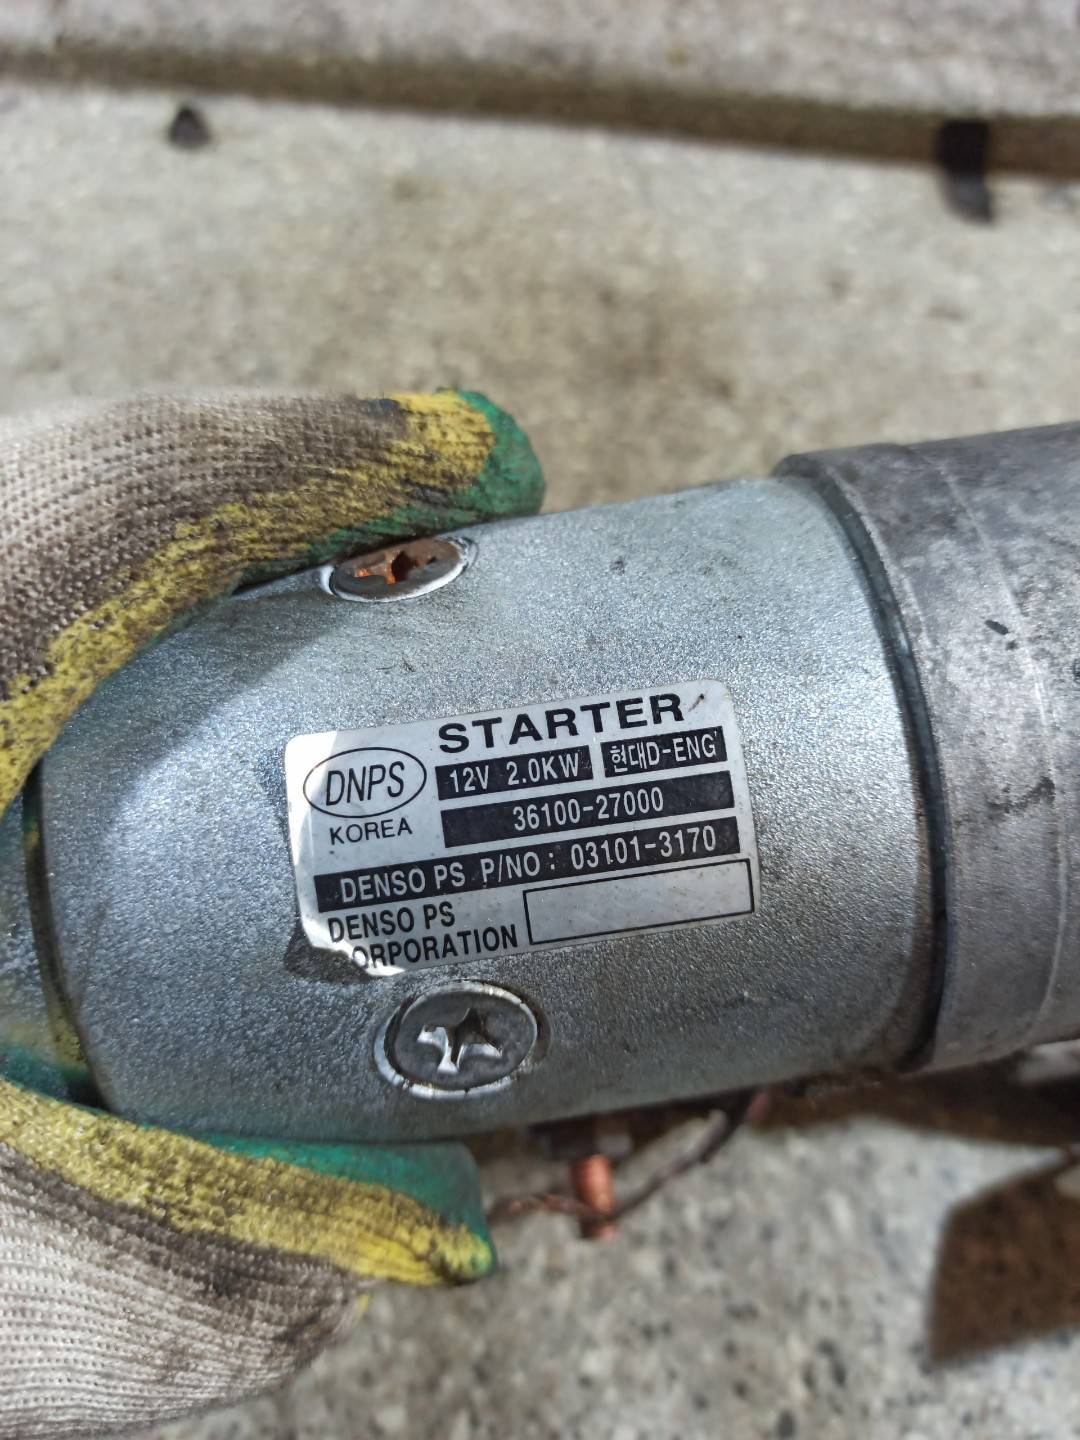 STARTER
DNPS
KOREA
12V 2.0KW 현대D-ENG
36100-27000
DENSO PS P/NO : 03101-3170
DENSO PS
CORPORATION